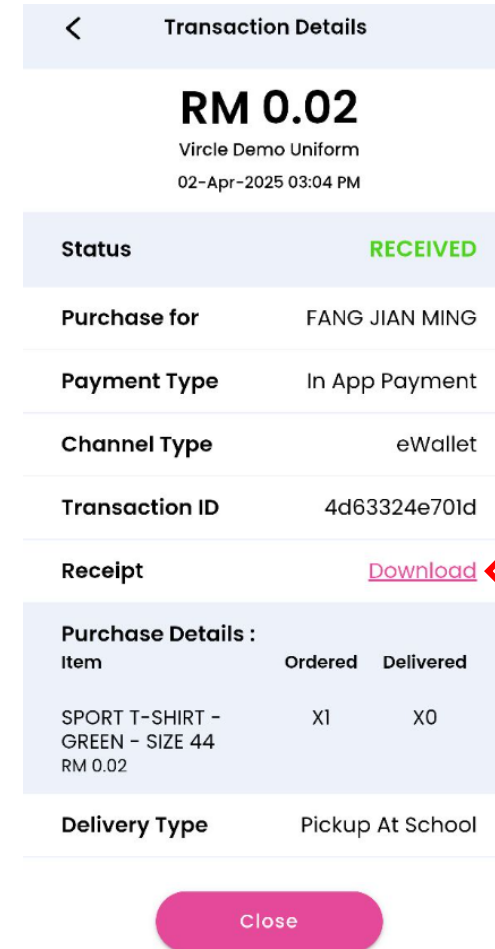 Transaction Details
RM 0.02
Vircle Demo Uniform
02-Apr-2025 03:04 PM
Status RECEIVED
Purchase for FANG JIAN MING
Payment Type In App Payment
Channel Type eWallet
Transaction ID 4d63324e701d
Receipt Download
Purchase Details :
Item Ordered Delivered
SPORT T-SHIRT - X1 X0
GREEN - SIZE 44
RM 0.02
Delivery Type Pickup At School
Close